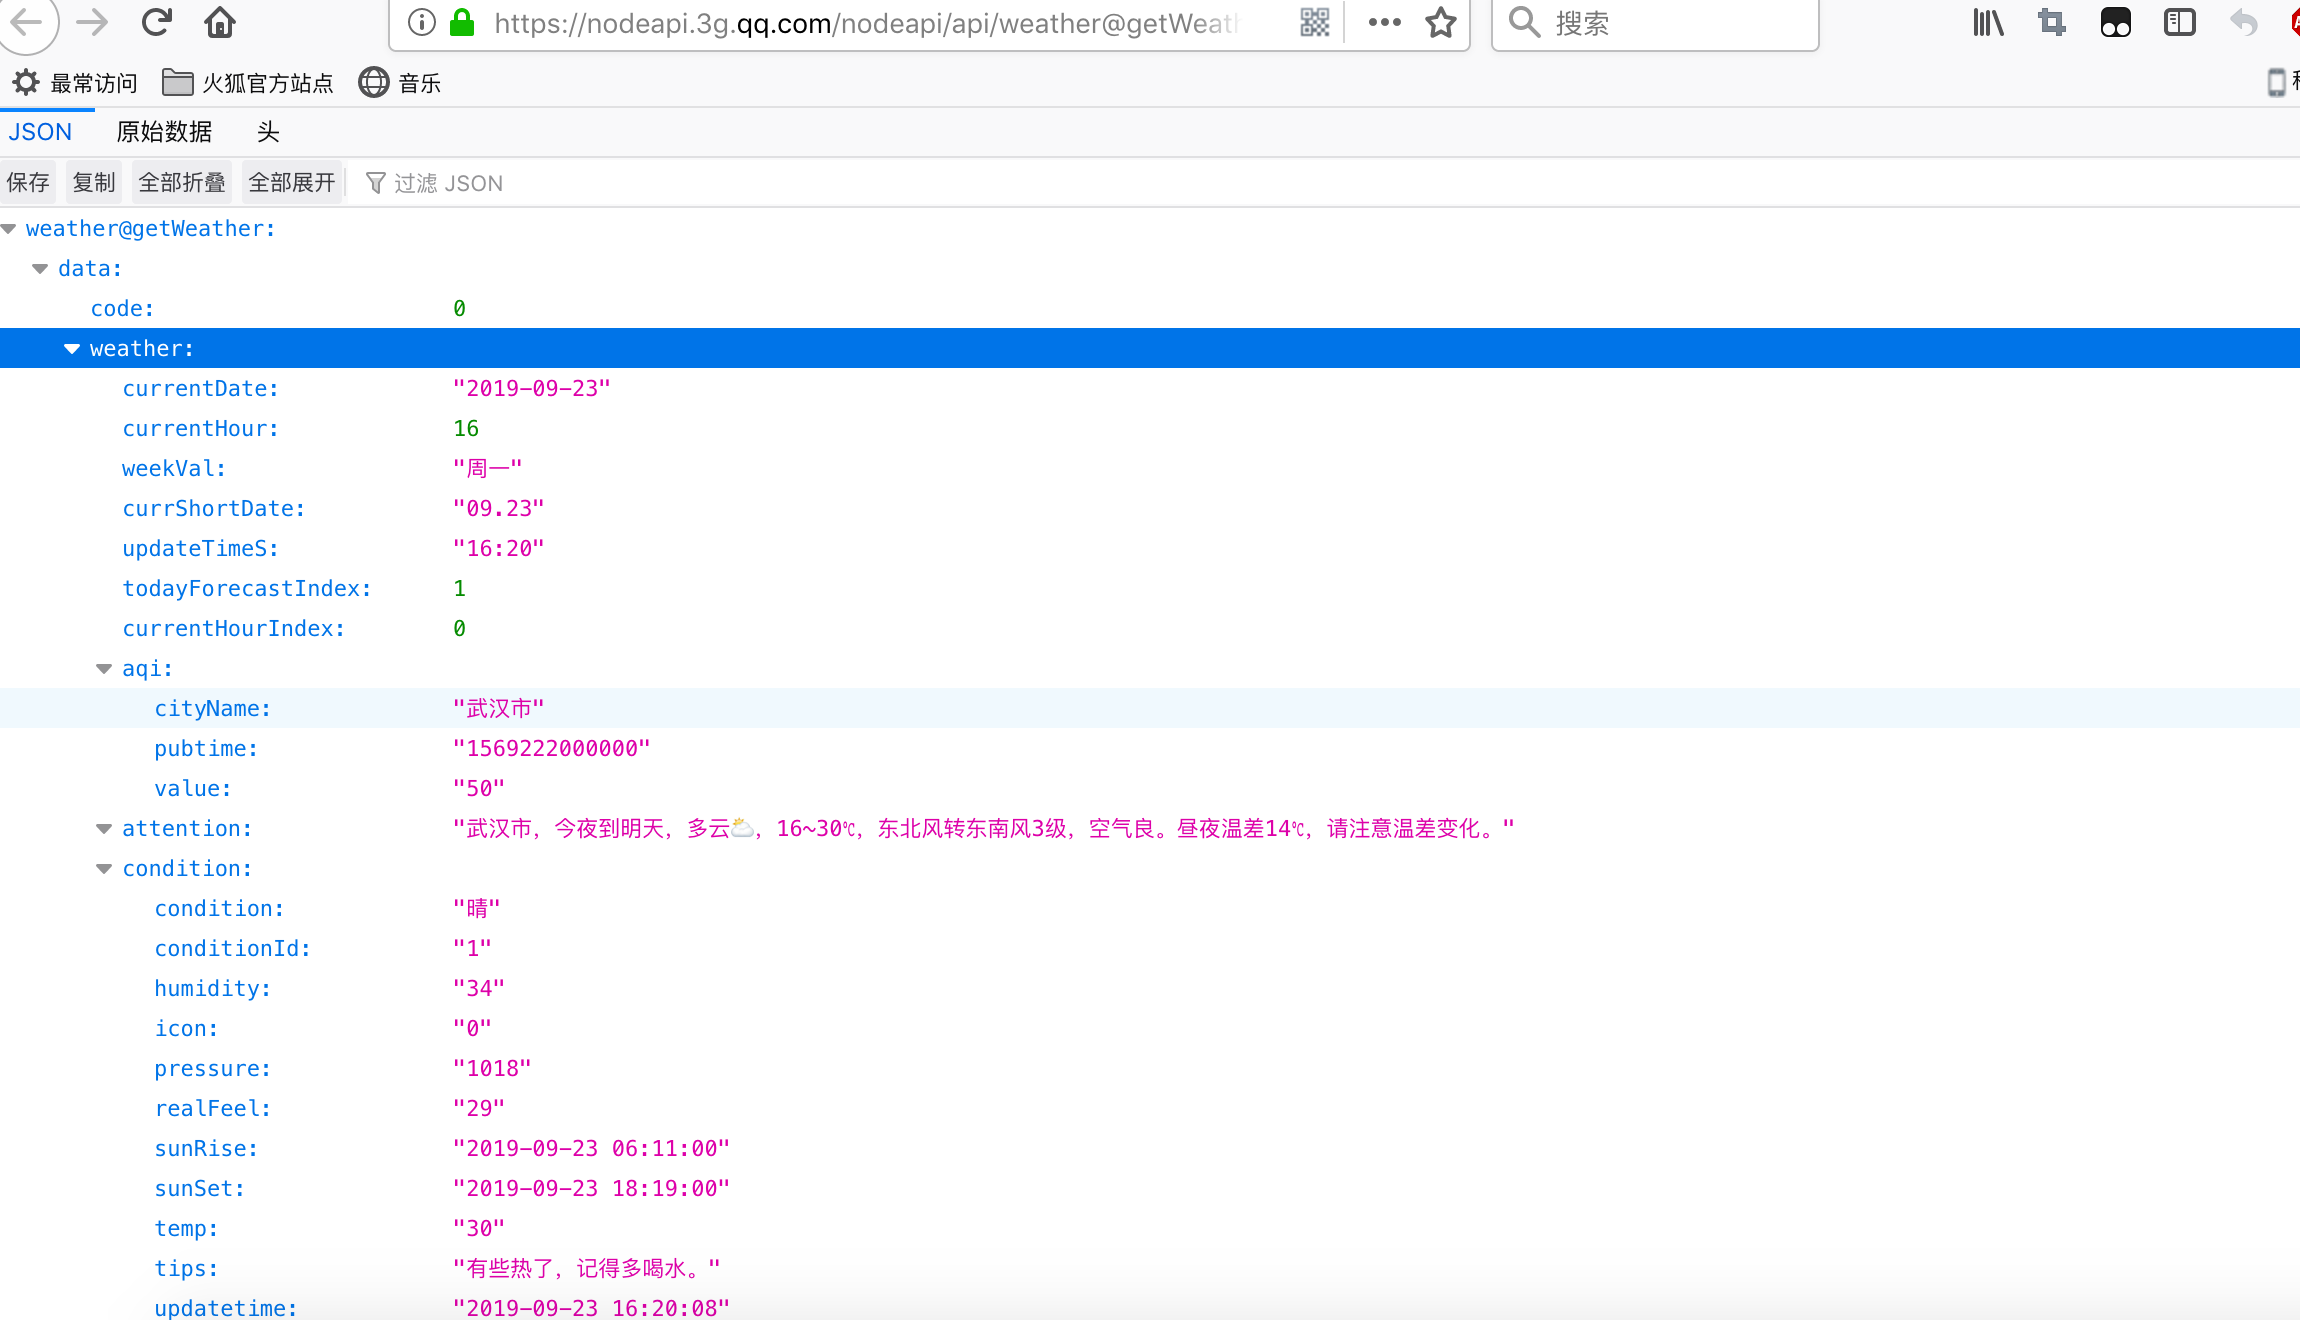 https://nodeapi.3g.qq.com/nodeapi/api/weather@getWeath
搜索
最常访问 火狐官方站点 音乐
JSON 原始数据 头
保存 复制 全部折叠 全部展开 过滤 JSON
weather@getWeather:
data:
code: 0
weather:
currentDate: "2019-09-23"
currentHour: 16
weekVal: "周一"
currShortDate: "09.23"
updateTimeS: "16:20"
todayForecastIndex: 1
currentHourIndex: 0
aqi:
cityName: "武汉市"
pubtime: "1569222000000"
value: "50"
attention: "武汉市，今夜到明天，多云⛅，16~30℃，东北风转东南风3级，空气良。昼夜温差14℃，请注意温差变化。"
condition:
condition: "晴"
conditionId: "1"
humidity: "34"
icon: "0"
pressure: "1018"
realFeel: "29"
sunRise: "2019-09-23 06:11:00"
sunSet: "2019-09-23 18:19:00"
temp: "30"
tips: "有些热了，记得多喝水。"
updatetime: "2019-09-23 16:20:08"